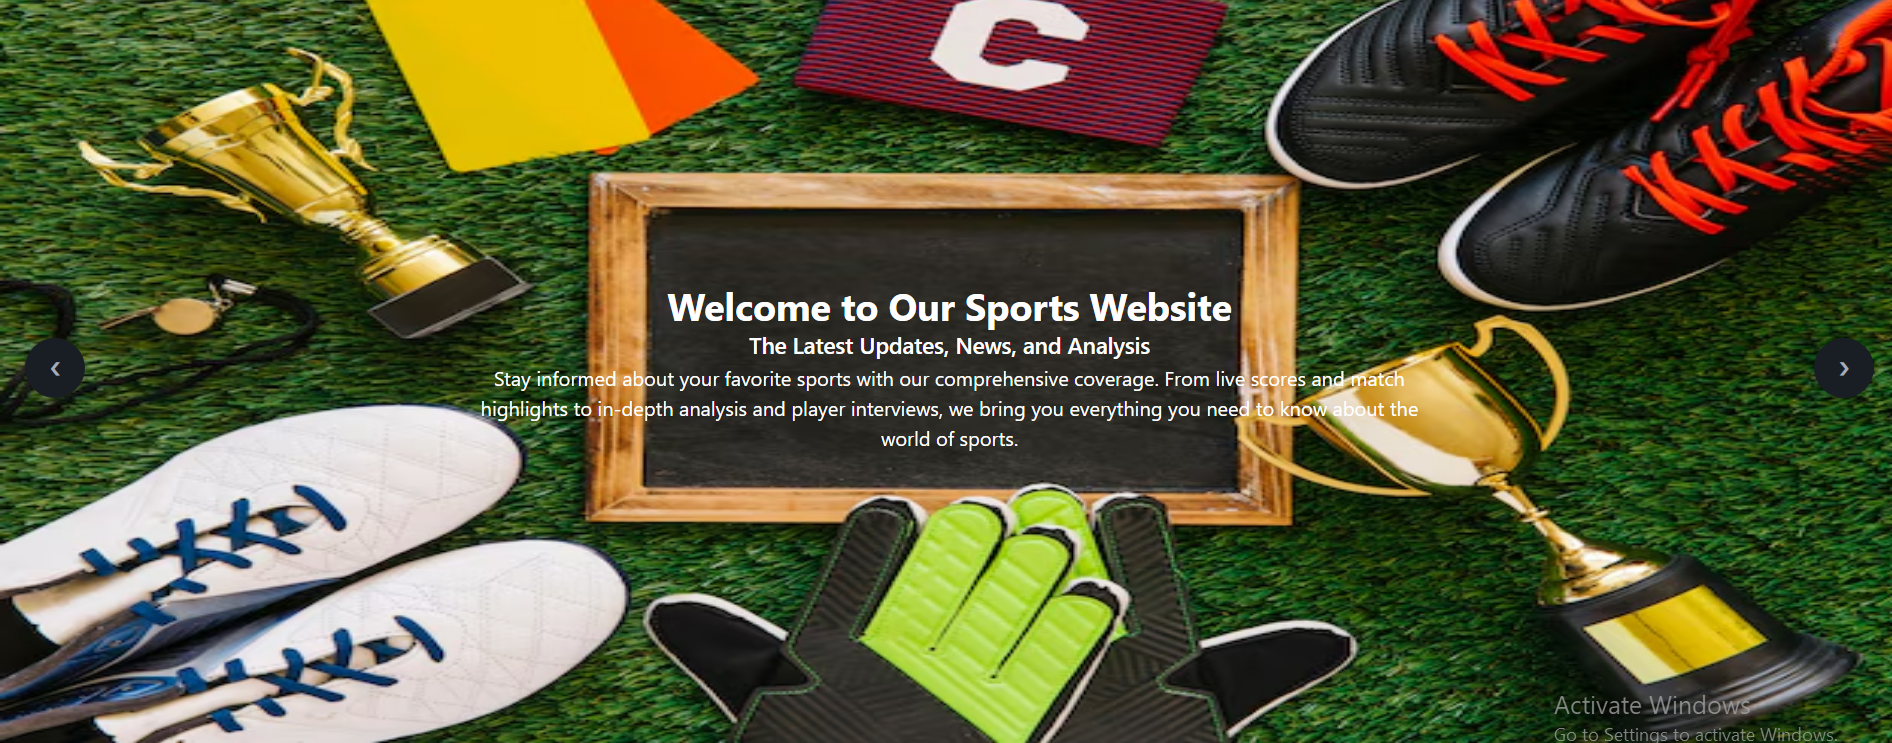 C
Welcome to Our Sports Website
The Latest Updates, News, and Analysis
Stay informed about your favorite sports with our comprehensive coverage. From live scores and match
highlights to in-depth analysis and player interviews, we bring you everything you need to know about the
world of sports.
‹ ›
Activate Windows
Go to Settings to activate Windows.